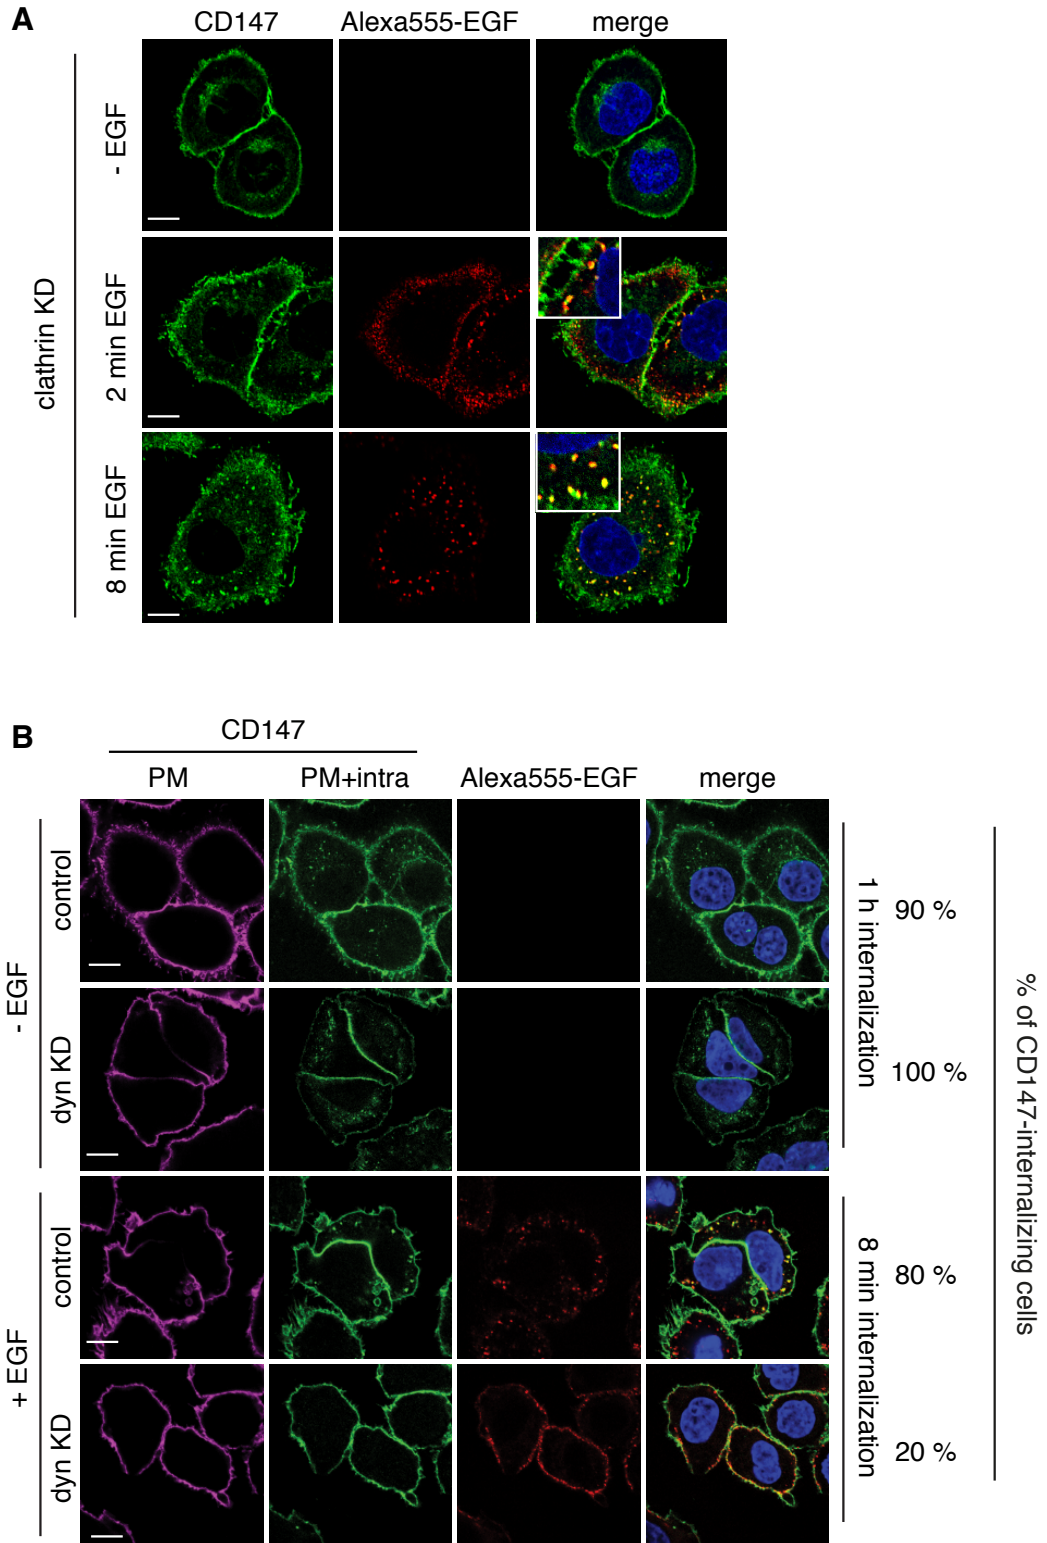 A
CD147 Alexa555-EGF merge
clathrin KD
- EGF
2 min EGF
8 min EGF
B
CD147
PM PM+intra Alexa555-EGF merge
- EGF
control
dyn KD
+ EGF
control
dyn KD
1 h internalization
90 %
100 %
8 min internalization
80 %
20 %
% of CD147-internalizing cells